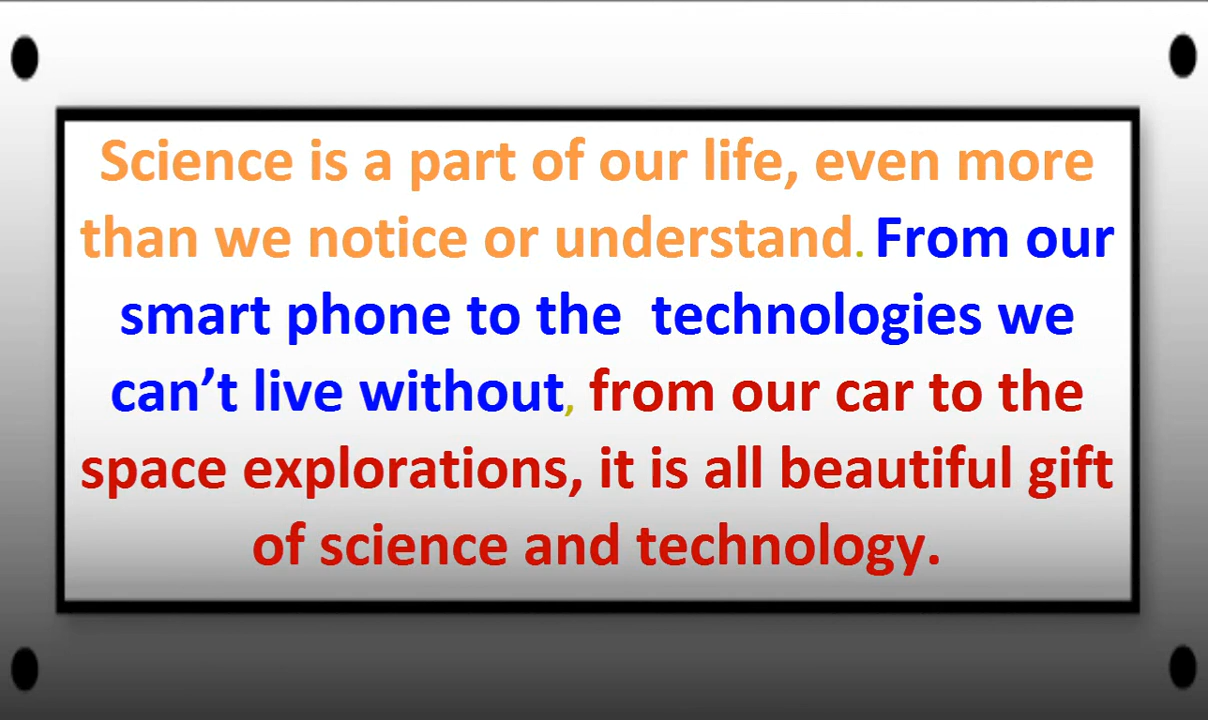 Science is a part of our life, even more
than we notice or understand. From our
smart phone to the  technologies we
can’t live without, from our car to the
space explorations, it is all beautiful gift
of science and technology.